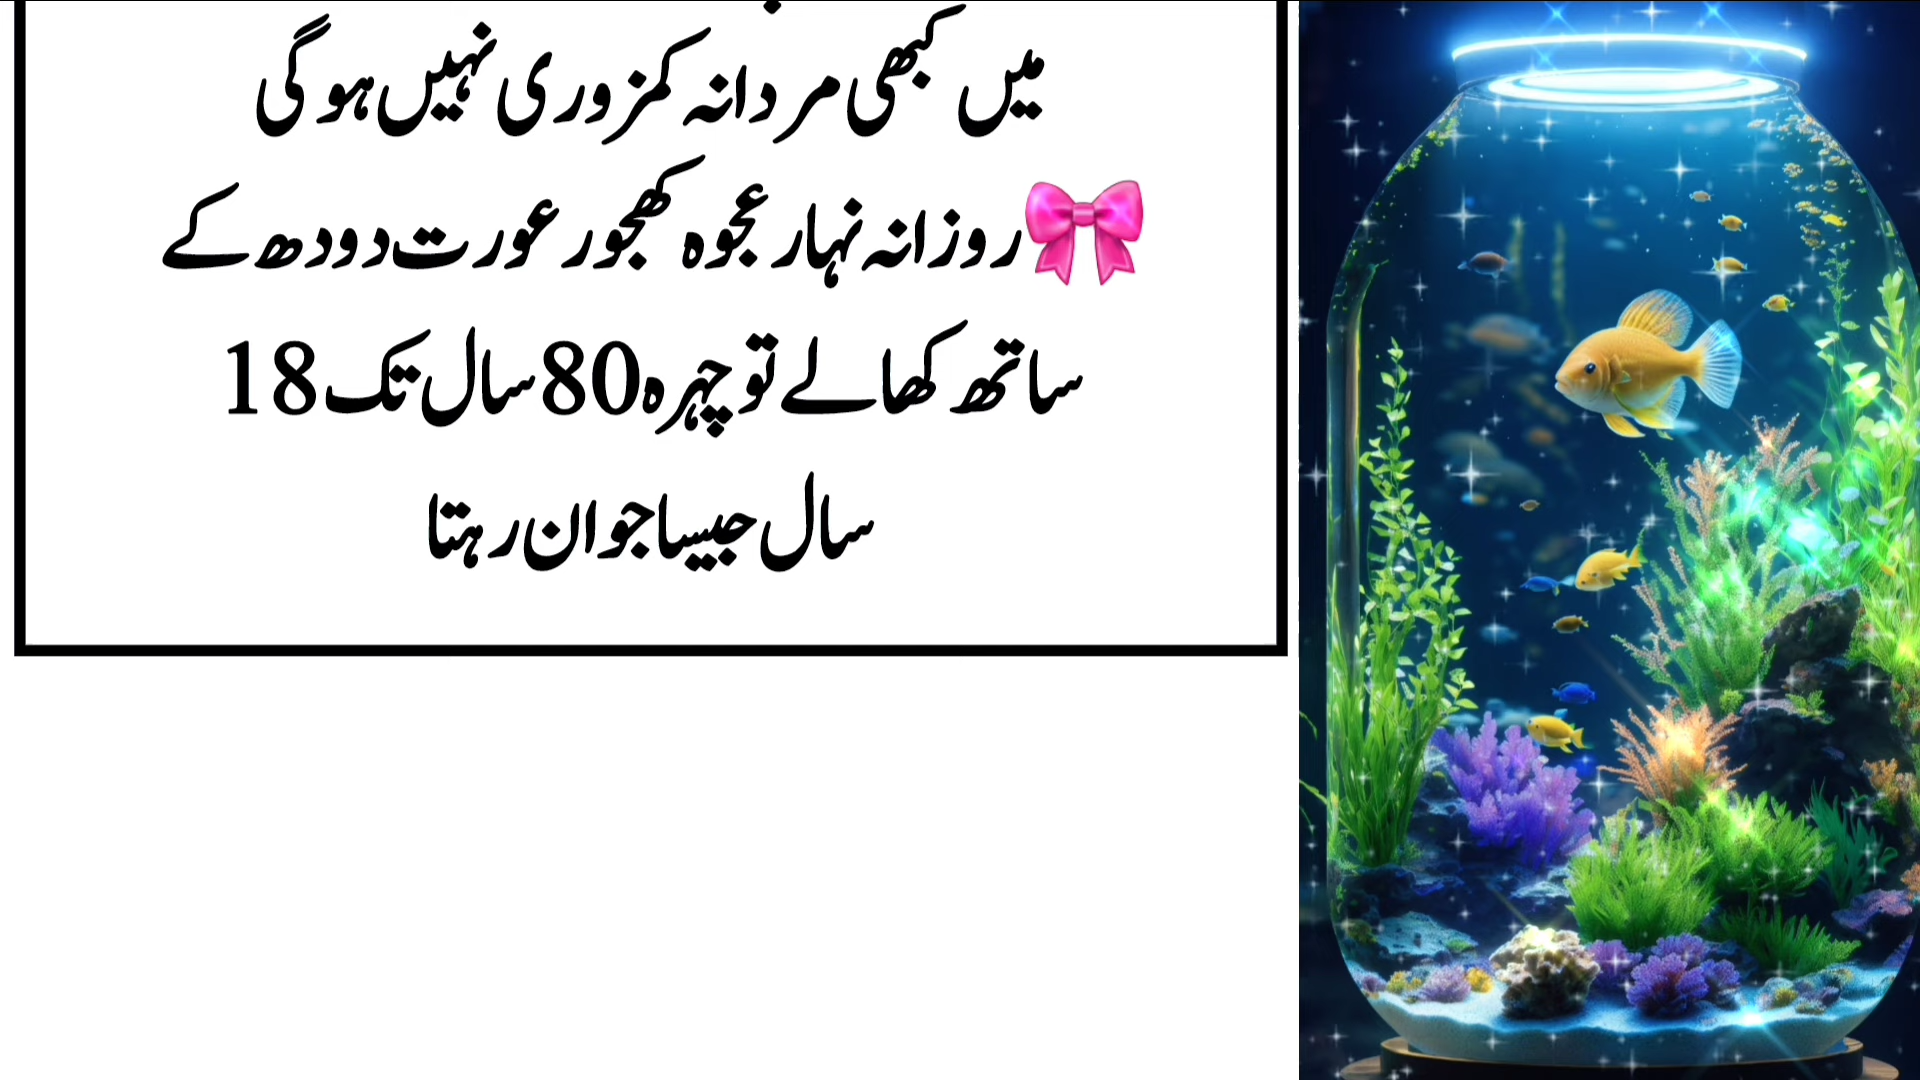 میں کبھی مردانہ کمزوری نہیں ہوگی
🎀روزانہ نہار عجوہ کھجور عورت دودھ کے
ساتھ کھالے تو چہرہ 80 سال تک 18
سال جیسا جوان رہتا